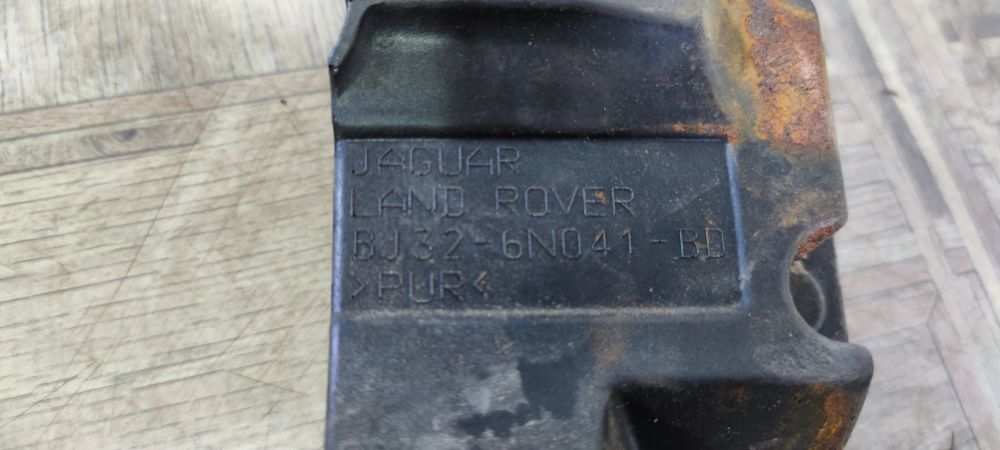 JAGUAR
LAND ROVER
BJ32-6N041-BD
>PUR<